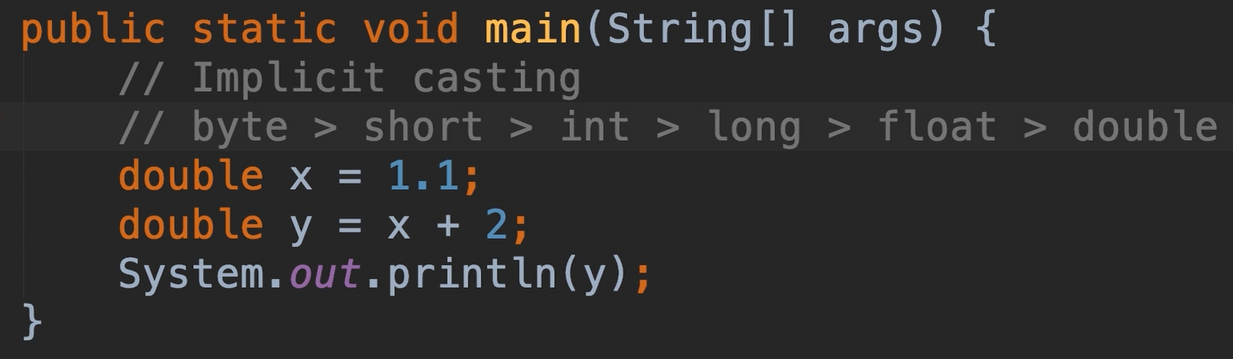 public static void main(String[] args) {
    // Implicit casting
    // byte > short > int > long > float > double
    double x = 1.1;
    double y = x + 2;
    System.out.println(y);
}